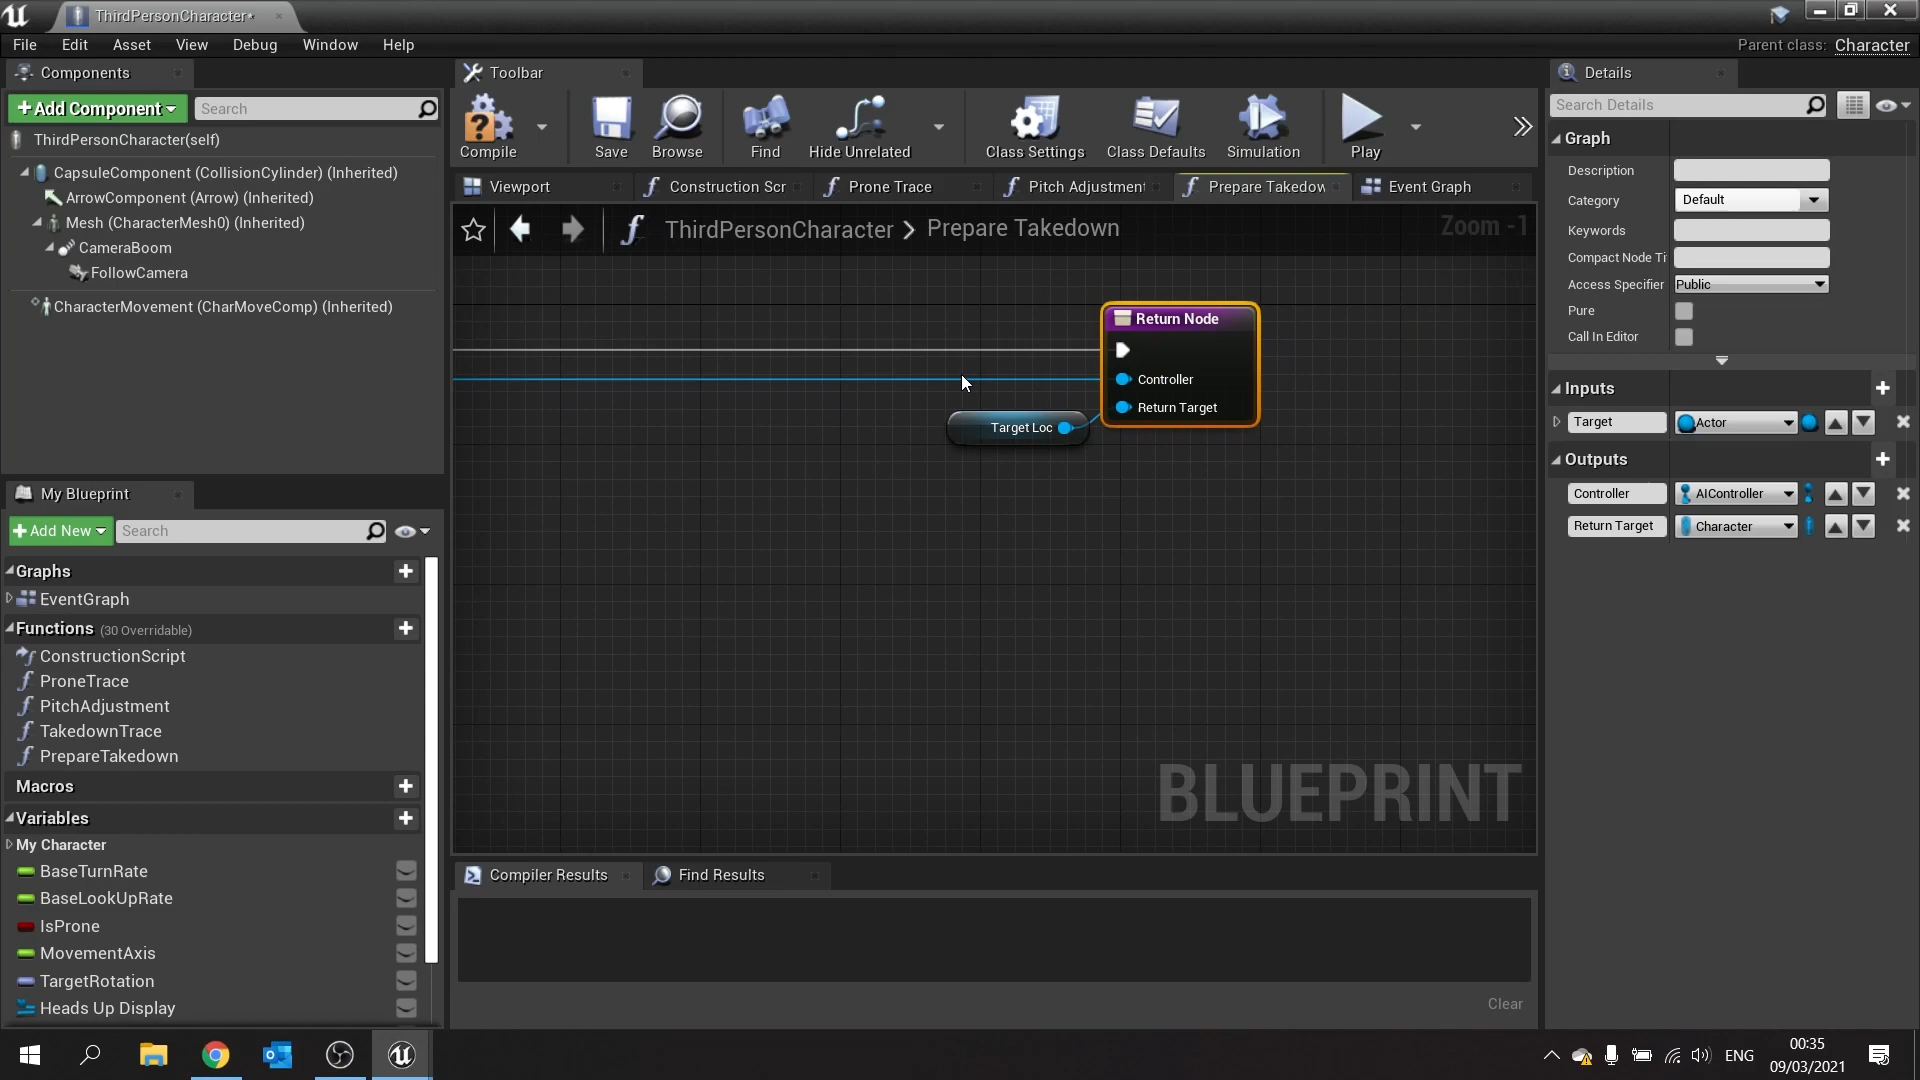 ThirdPersonCharacter*
File Edit Asset View Debug Window Help
Parent class: Character
Components
Add Component
Search
ThirdPersonCharacter(self)
CapsuleComponent (CollisionCylinder) (Inherited)
ArrowComponent (Arrow) (Inherited)
Mesh (CharacterMesh0) (Inherited)
CameraBoom
FollowCamera
CharacterMovement (CharMoveComp) (Inherited)
My Blueprint
Add New
Search
Graphs
EventGraph
Functions (30 Overridable)
ConstructionScript
ProneTrace
PitchAdjustment
TakedownTrace
PrepareTakedown
Macros
Variables
My Character
BaseTurnRate
BaseLookUpRate
IsProne
MovementAxis
TargetRotation
Heads Up Display
Toolbar
Compile
Save
Browse
Find
Hide Unrelated
Class Settings
Class Defaults
Simulation
Play
Viewport
Construction Scr
Prone Trace
Pitch Adjustment
Prepare Takedow
Event Graph
ThirdPersonCharacter > Prepare Takedown
Zoom -1
Return Node
Controller
Return Target
Target Loc
BLUEPRINT
Compiler Results
Find Results
Clear
Details
Search Details
Graph
Description
Category Default
Keywords
Compact Node Ti
Access Specifier Public
Pure
Call In Editor
Inputs
Target Actor
Outputs
Controller AIController
Return Target Character
ENG
00:35
09/03/2021